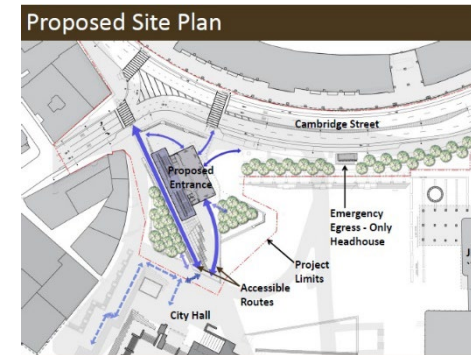 Proposed Site Plan
Cambridge Street
Proposed
Entrance
Emergency
Egress - Only
Headhouse
Project
Limits
Accessible
Routes
City Hall
J